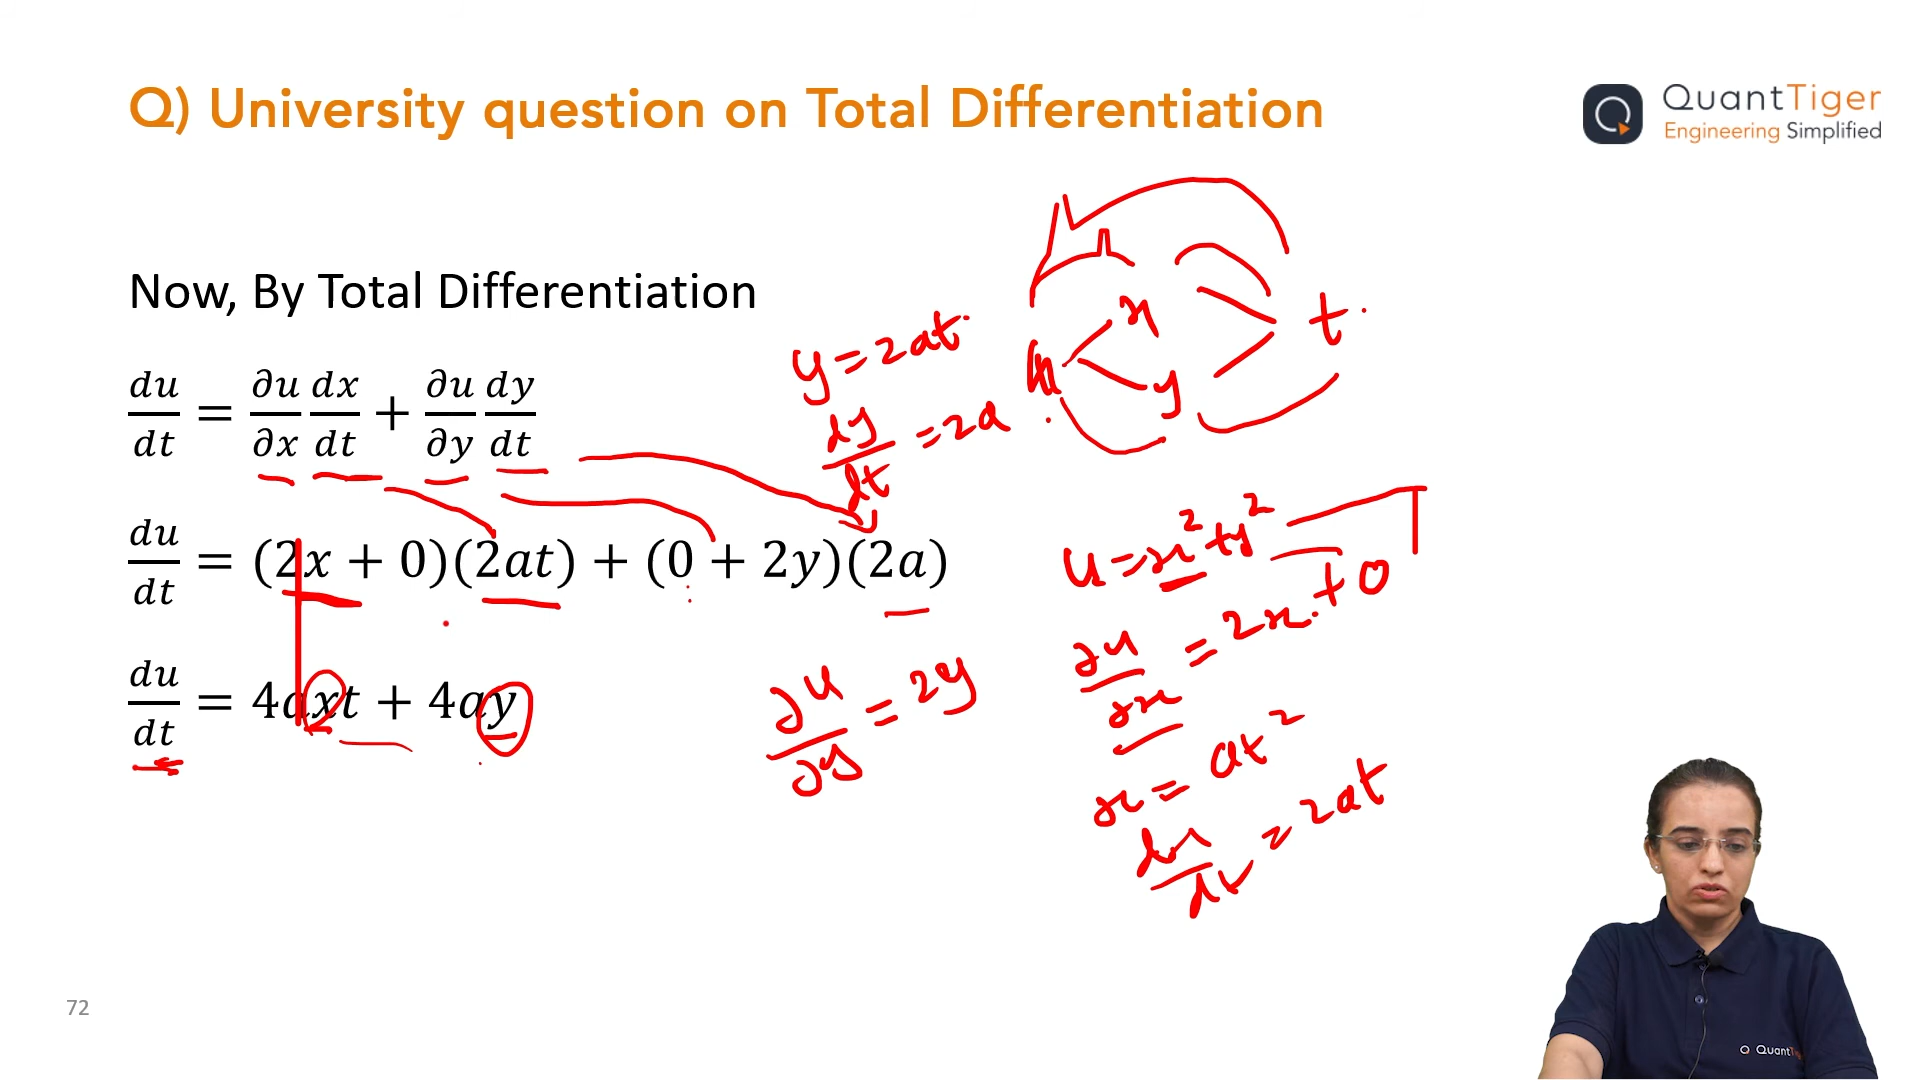 Q) University question on Total Differentiation
QuantTiger
Engineering Simplified
Now, By Total Differentiation
du/dt = ∂u/∂x dx/dt + ∂u/∂y dy/dt
du/dt = (2x + 0)(2at) + (0 + 2y)(2a)
du/dt = 4axt + 4ay
y = 2at
dy/dt = 2a
u
x
y
t
u = x² + y²
∂u/∂x = 2x + 0
∂u/∂y = 2y
x = at²
dx/dt = 2at
72